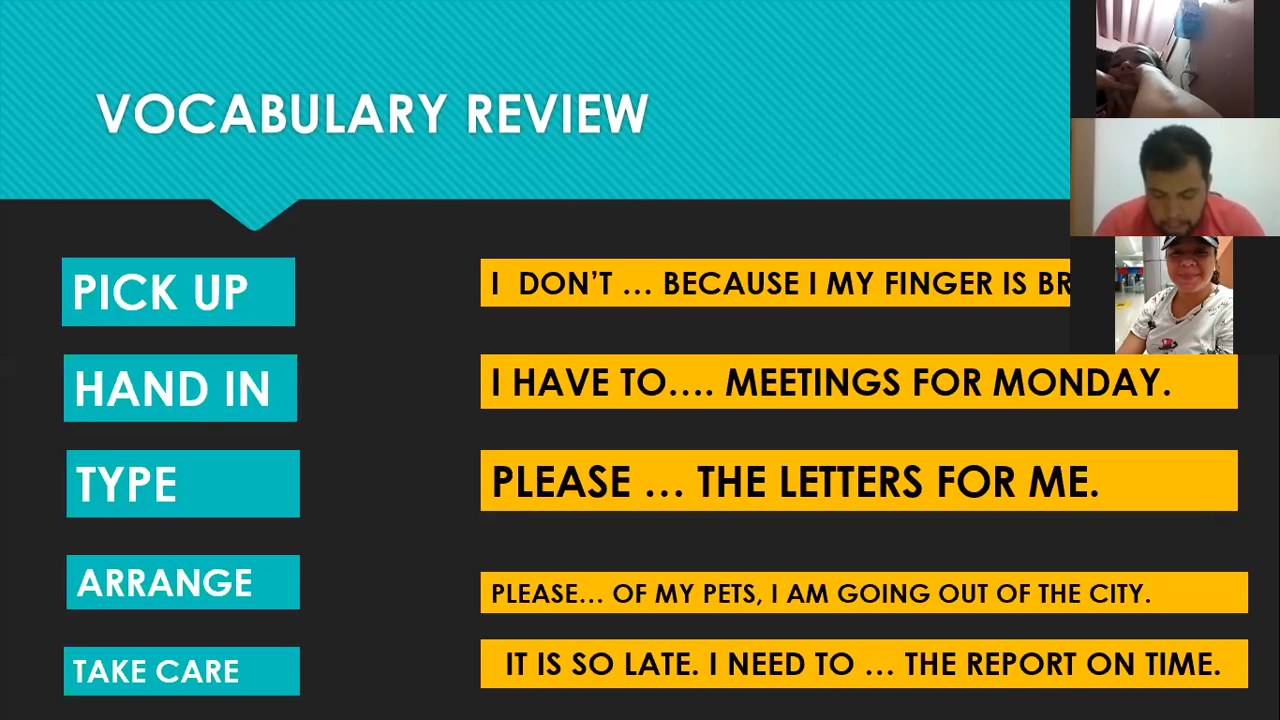 VOCABULARY REVIEW
PICK UP
I DON'T ... BECAUSE I MY FINGER IS
HAND IN
I HAVE TO.... MEETINGS FOR MONDAY.
TYPE
PLEASE ... THE LETTERS FOR ME.
ARRANGE
PLEASE... OF MY PETS, I AM GOING OUT OF THE CITY.
TAKE CARE
IT IS SO LATE. I NEED TO ... THE REPORT ON TIME.